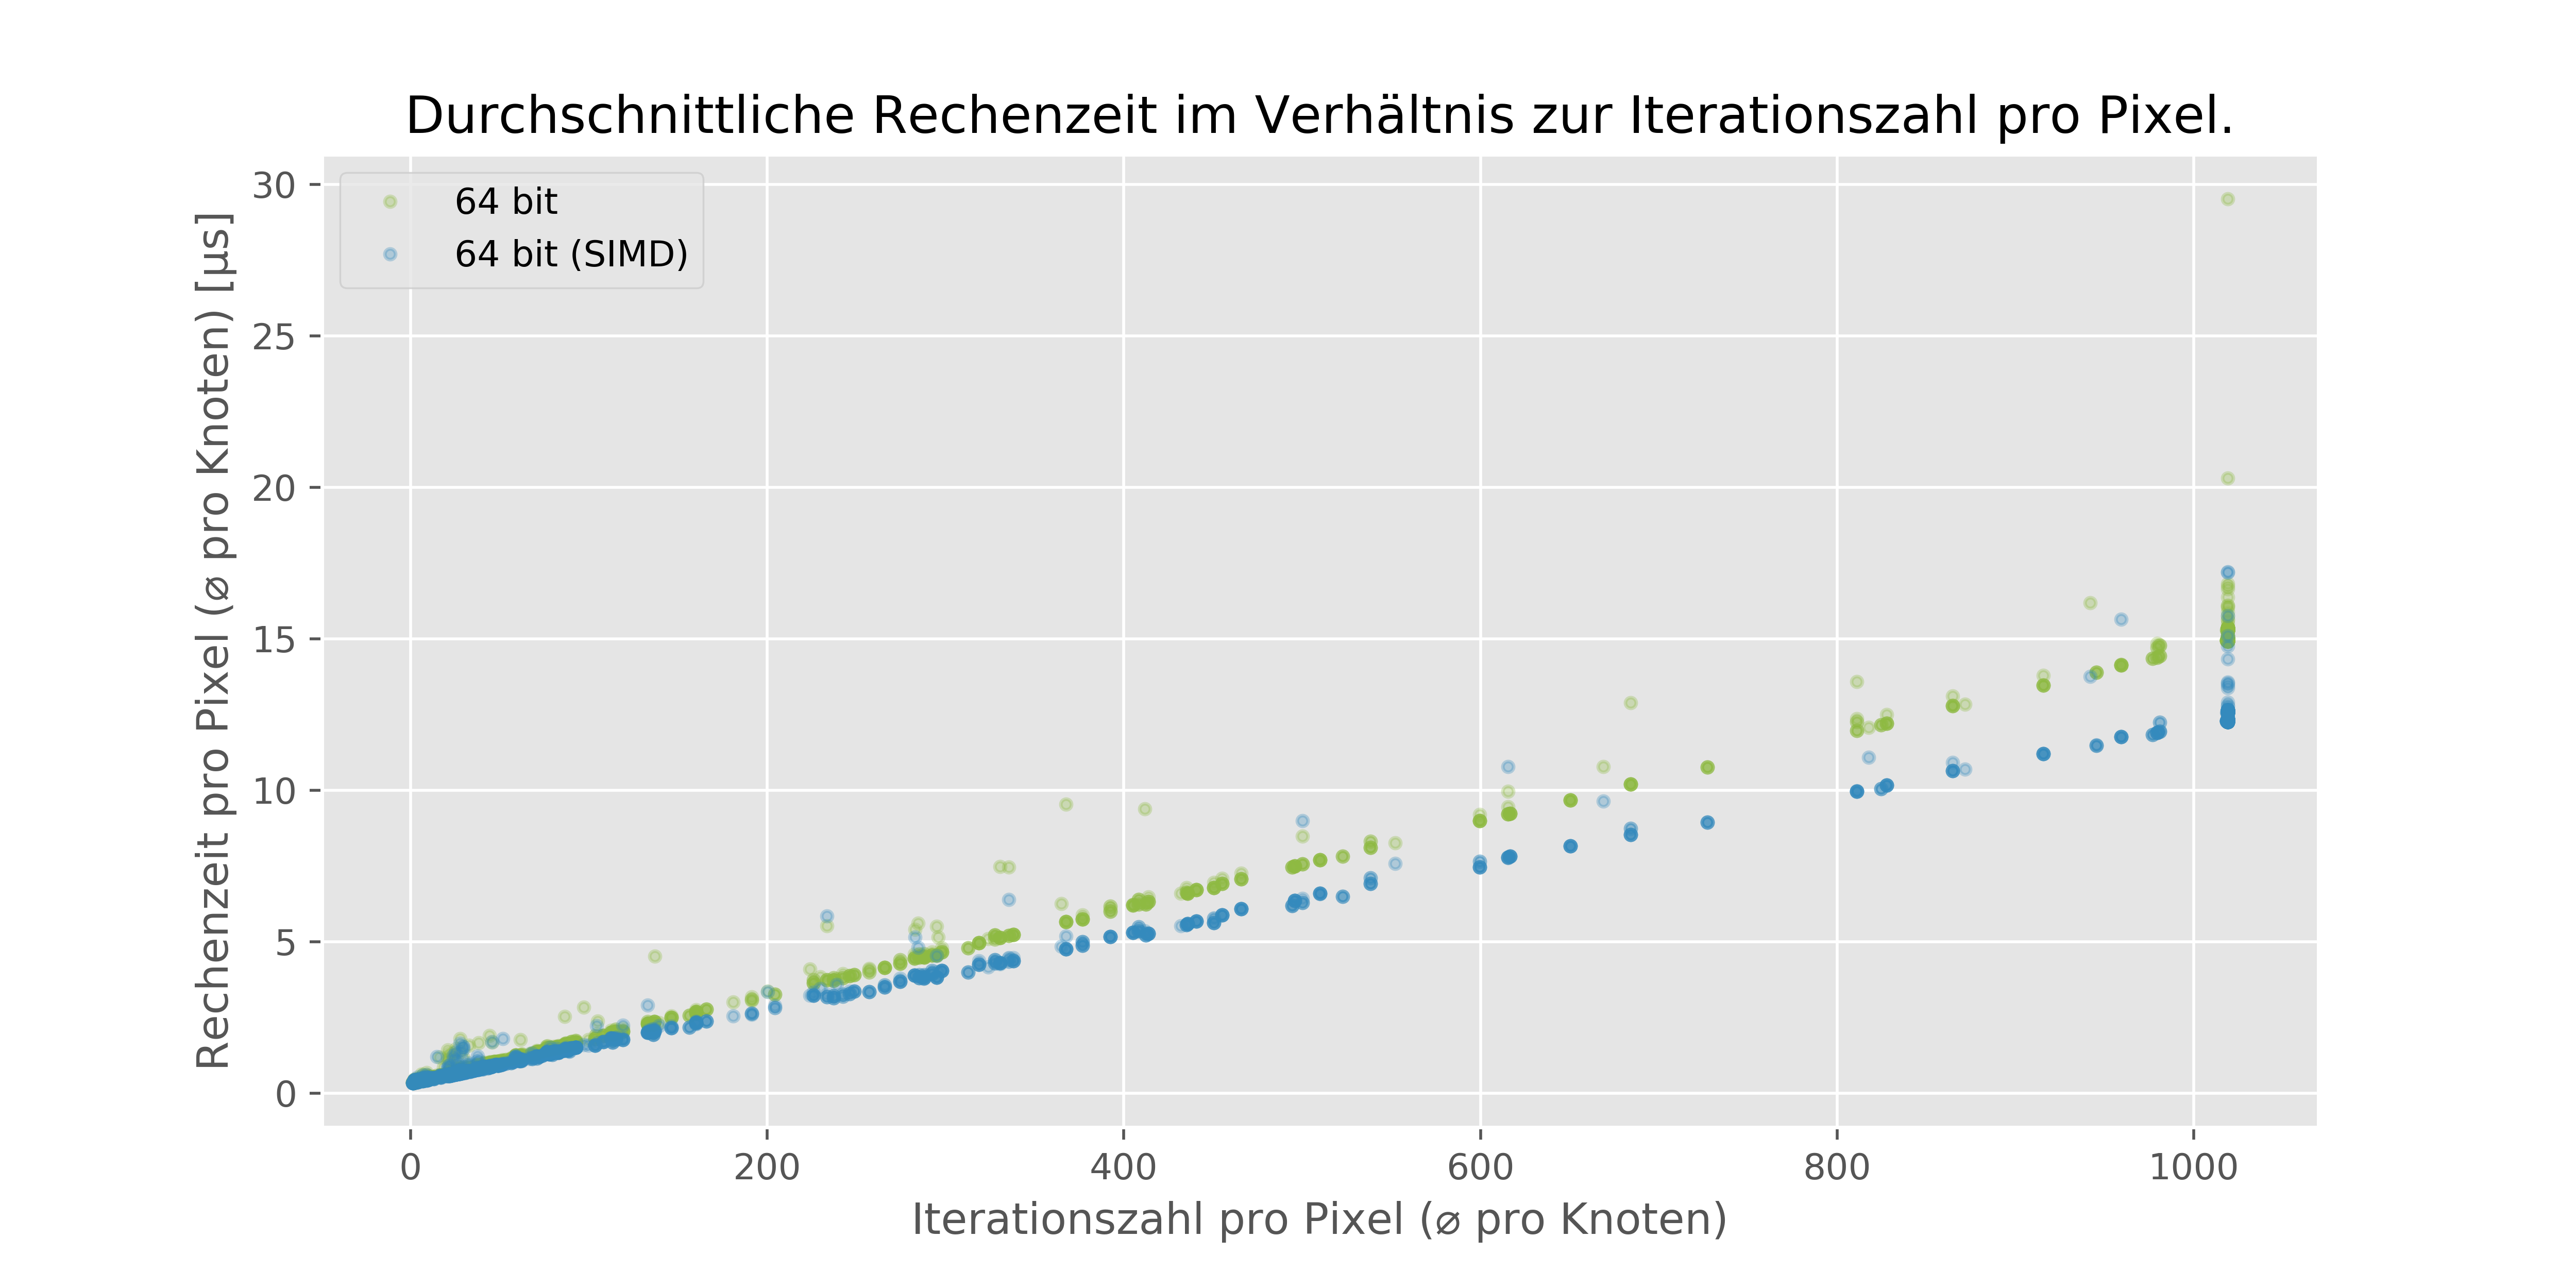 Durchschnittliche Rechenzeit im Verhältnis zur Iterationszahl pro Pixel.
64 bit
64 bit (SIMD)
Rechenzeit pro Pixel (⌀ pro Knoten) [µs]
30
25
20
15
10
5
0
0 200 400 600 800 1000
Iterationszahl pro Pixel (⌀ pro Knoten)